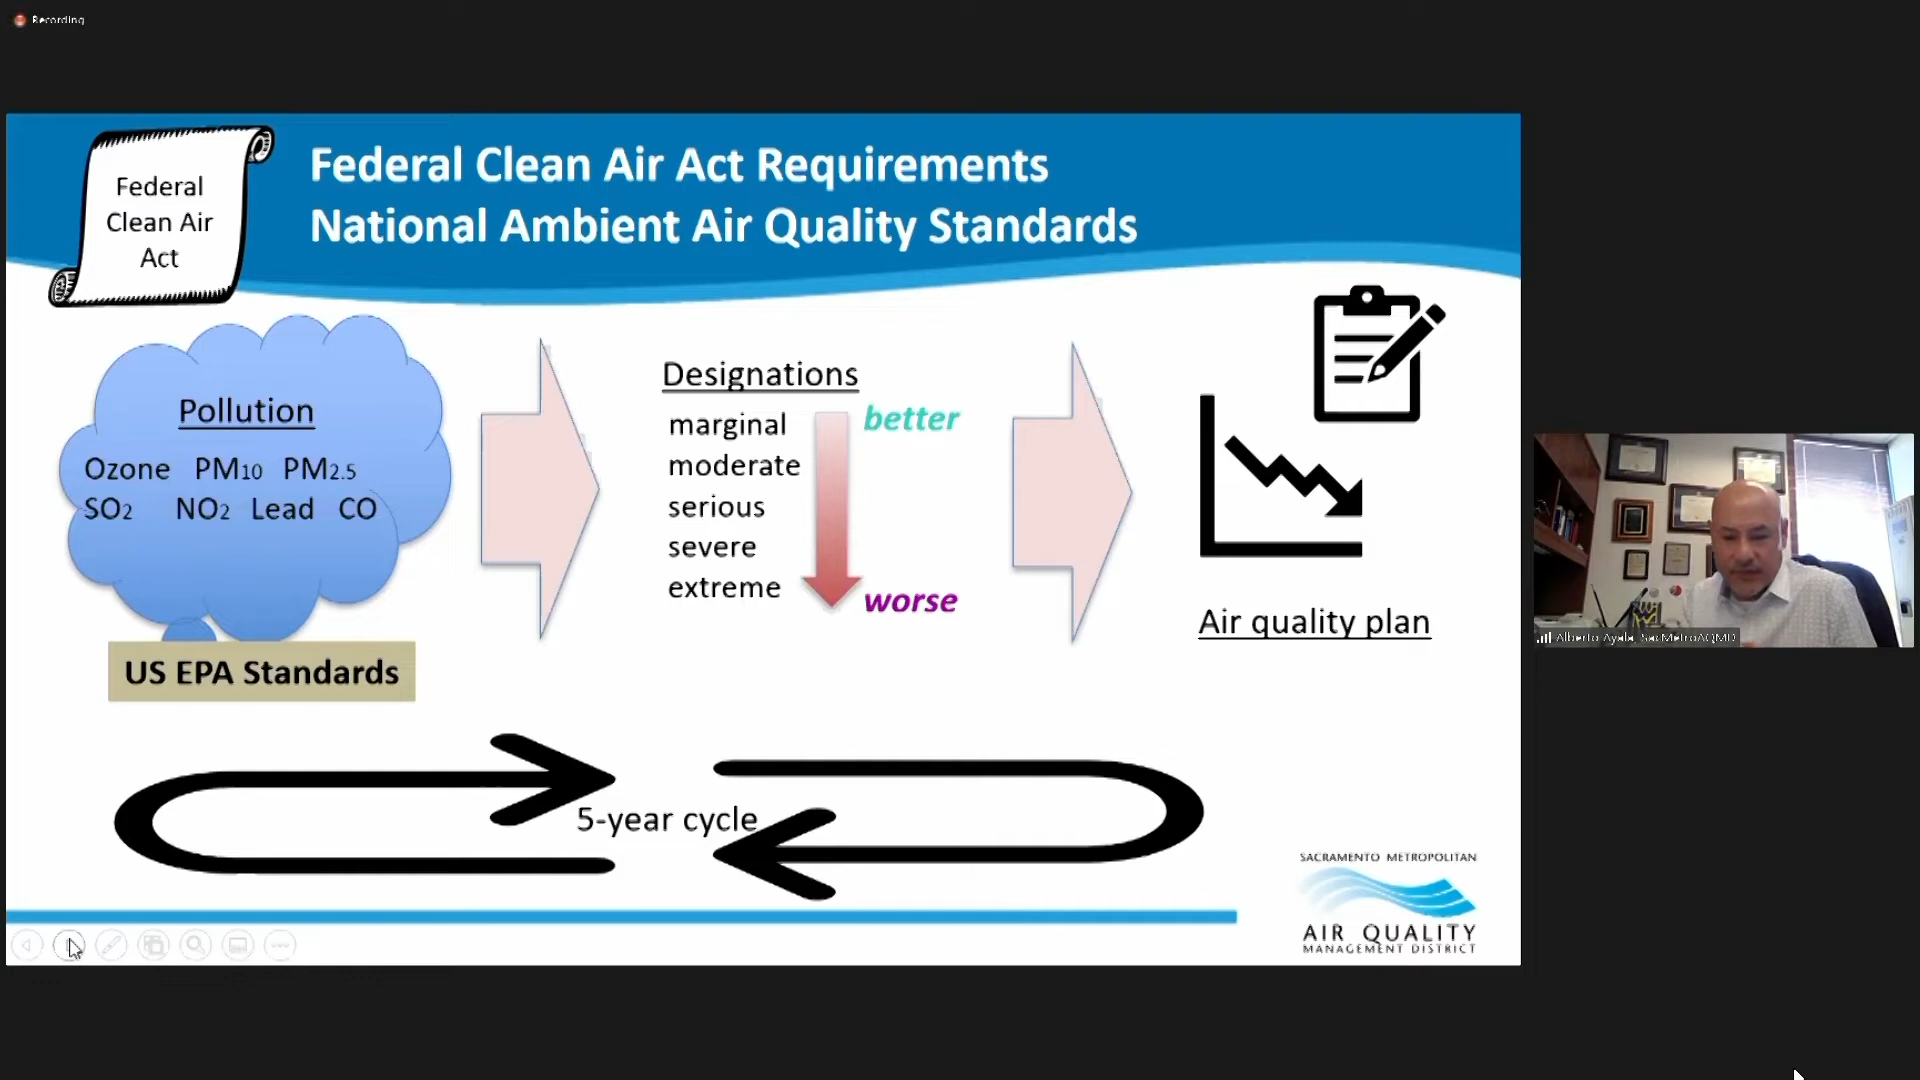 Recording
Federal
Clean Air
Act
Federal Clean Air Act Requirements
National Ambient Air Quality Standards
Pollution
Ozone PM10 PM2.5
SO2 NO2 Lead CO
US EPA Standards
Designations
marginal
moderate
serious
severe
extreme
better
worse
Air quality plan
5-year cycle
SACRAMENTO METROPOLITAN
AIR QUALITY
MANAGEMENT DISTRICT
Alberto Ayala SacMetroAQMD